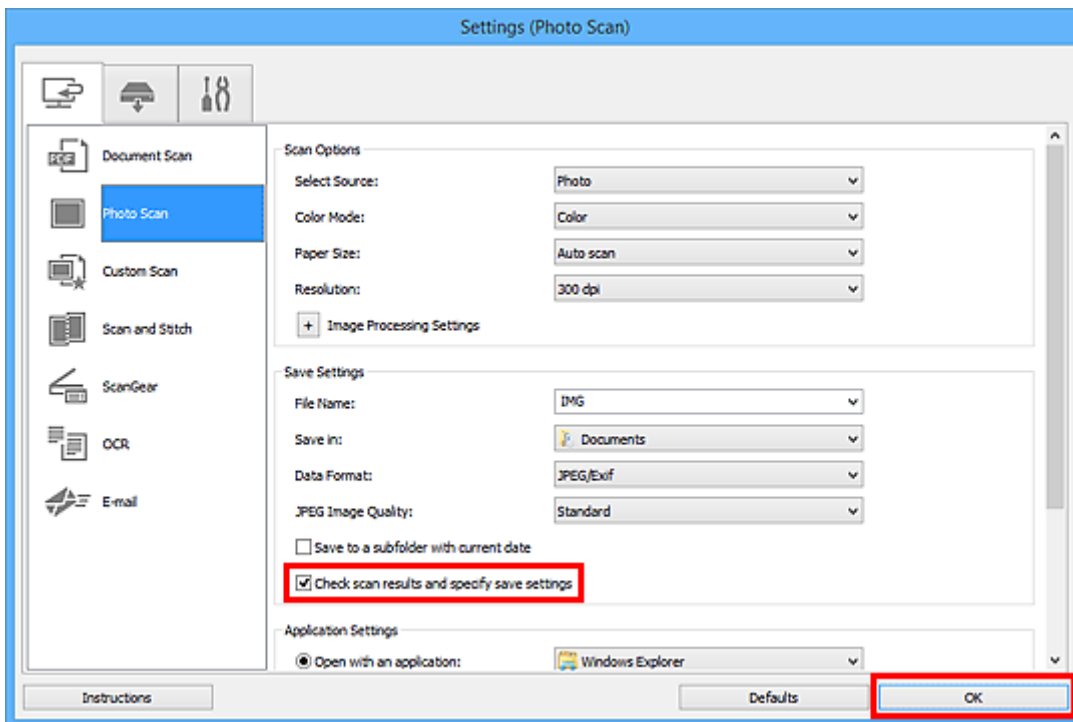 Settings (Photo Scan)
Document Scan
Photo Scan
Custom Scan
Scan and Stitch
ScanGear
OCR
E-mail
Scan Options
Select Source: Photo
Color Mode: Color
Paper Size: Auto scan
Resolution: 300 dpi
+ Image Processing Settings
Save Settings
File Name: IMG
Save in: Documents
Data Format: JPEG/Exif
JPEG Image Quality: Standard
Save to a subfolder with current date
Check scan results and specify save settings
Application Settings
Open with an application: Windows Explorer
Instructions Defaults OK